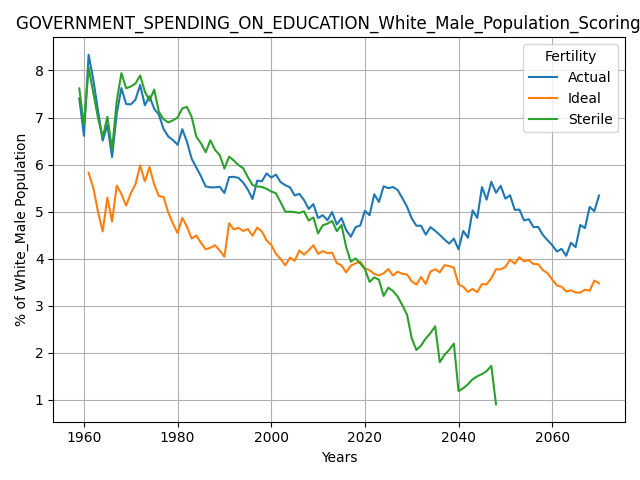 GOVERNMENT_SPENDING_ON_EDUCATION_White_Male_Population_Scoring
Fertility
Actual
Ideal
Sterile
% of White_Male Population
8
7
6
5
4
3
2
1
1960 1980 2000 2020 2040 2060
Years